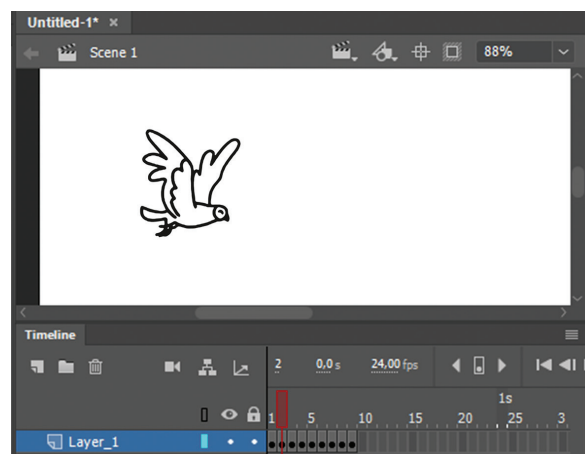 Untitled-1* ×
Scene 1 88%
Timeline
2 0,0 s 24,00 fps
1s
1 5 10 15 20 25 3
Layer_1